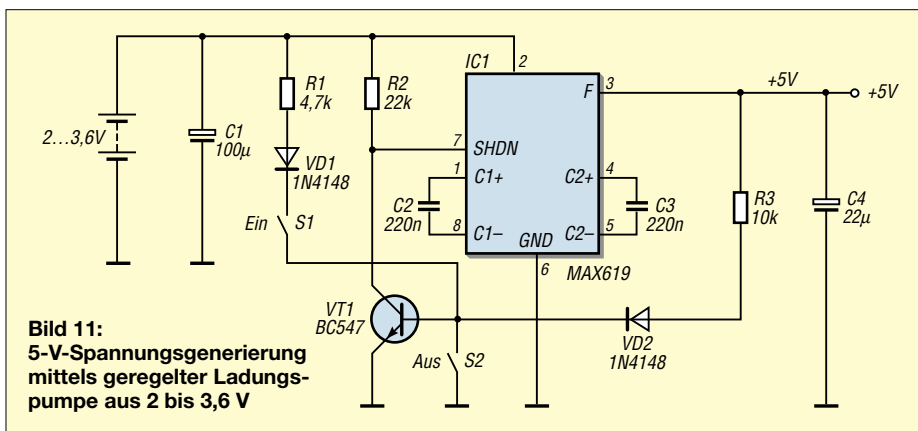 IC1
2
R1
4,7k
R2
22k
F
3
+5V
+5V
2...3,6V
C1
100µ
VD1
1N4148
7
SHDN
1
C1+
C2+
4
C2
220n
C3
220n
R3
10k
C4
22µ
Ein
S1
8
C1–
C2–
5
GND
6
MAX619
VT1
BC547
Aus
S2
VD2
1N4148
Bild 11:
5-V-Spannungsgenerierung
mittels geregelter Ladungs-
pumpe aus 2 bis 3,6 V